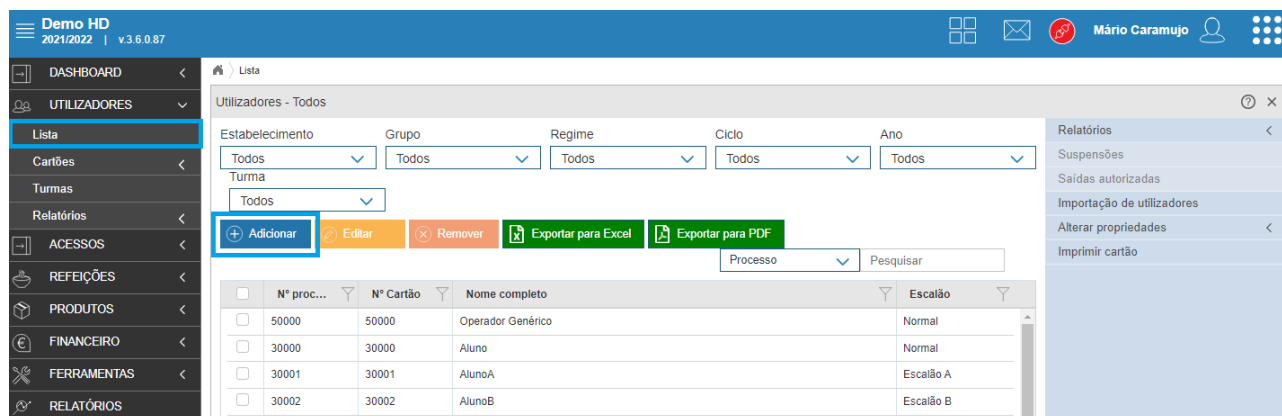 Demo HD
2021/2022 | v.3.6.0.87
Mário Caramujo
DASHBOARD
UTILIZADORES
Lista
Cartões
Turmas
Relatórios
ACESSOS
REFEIÇÕES
PRODUTOS
FINANCEIRO
FERRAMENTAS
RELATÓRIOS
Lista
Utilizadores - Todos
Estabelecimento Grupo Regime Ciclo Ano
Todos Todos Todos Todos Todos
Turma
Todos
Adicionar Editar Remover Exportar para Excel Exportar para PDF
Processo Pesquisar
Nº proc... Nº Cartão Nome completo Escalão
50000 50000 Operador Genérico Normal
30000 30000 Aluno Normal
30001 30001 AlunoA Escalão A
30002 30002 AlunoB Escalão B
Relatórios
Suspensões
Saídas autorizadas
Importação de utilizadores
Alterar propriedades
Imprimir cartão